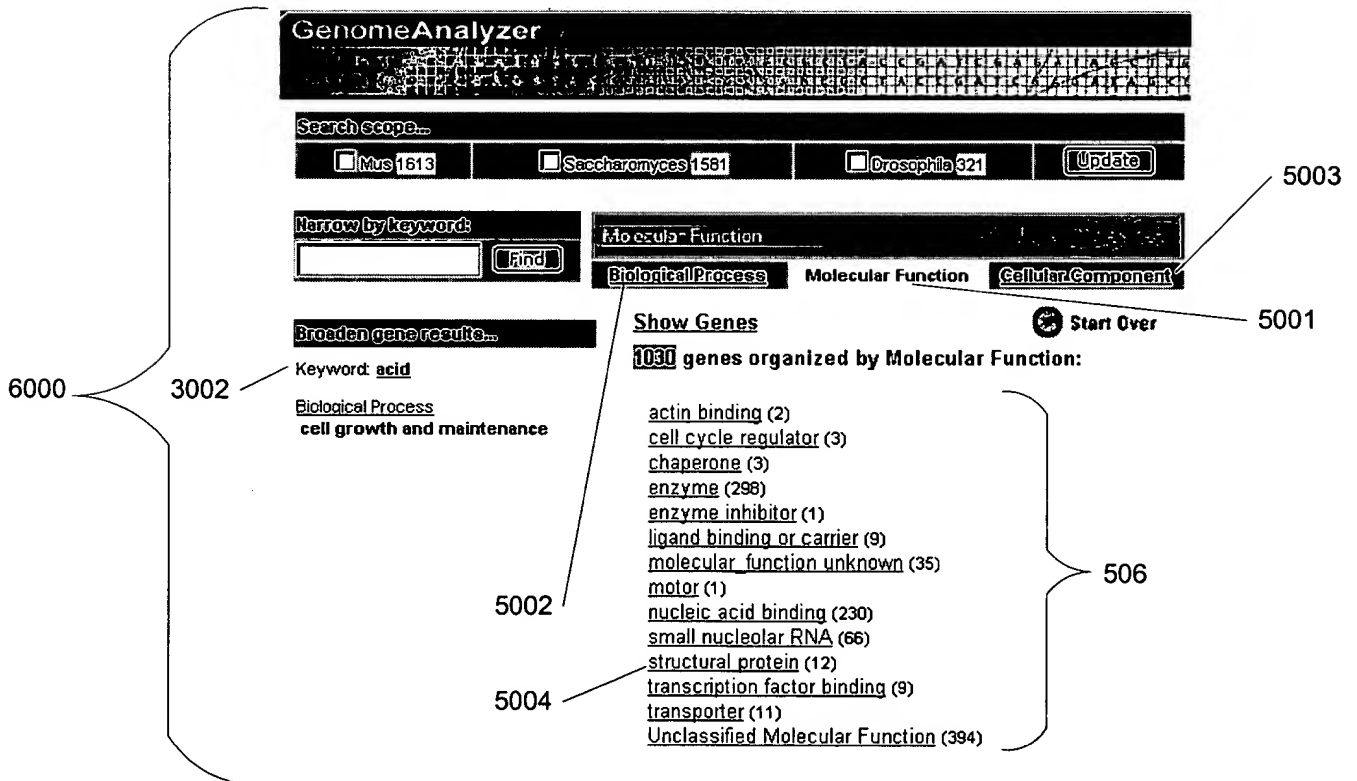 GenomeAnalyzer
Search scope...
Mus 1613 Saccharomyces 1581 Drosophila 321 Update
5003
Narrow by keyword:
Find
Molecular Function
Biological Process Molecular Function Cellular Component
Show Genes Start Over
5001
Broaden gene results...
1030 genes organized by Molecular Function:
6000
3002
Keyword: acid
Biological Process
cell growth and maintenance
actin binding (2)
cell cycle regulator (3)
chaperone (3)
enzyme (298)
enzyme inhibitor (1)
ligand binding or carrier (9)
molecular_function unknown (35)
506
motor (1)
5002
nucleic acid binding (230)
small nucleolar RNA (66)
structural protein (12)
5004
transcription factor binding (9)
transporter (11)
Unclassified Molecular Function (394)